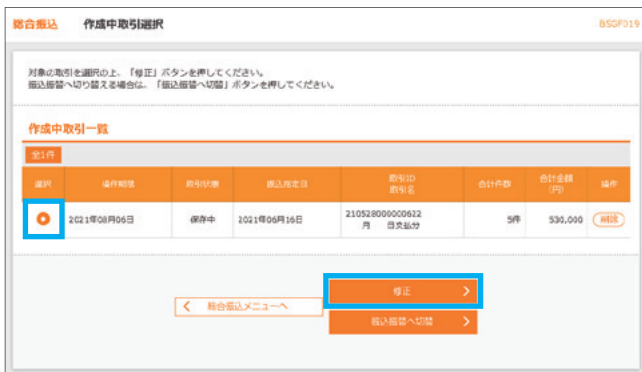 総合振込 作成中取引選択 BSGF019
対象の取引を選択の上、「修正」ボタンを押してください。
振込振替へ切り替える場合は、「振込振替へ切替」ボタンを押してください。
作成中取引一覧
全1件
選択 操作期限 取引状態 振込指定日 取引ID 取引名 合計件数 合計金額(円) 操作
2021年08月06日 保存中 2021年06月16日 210528000000622 月 日支払分 5件 530,000 削除
修正
総合振込メニューへ
振込振替へ切替